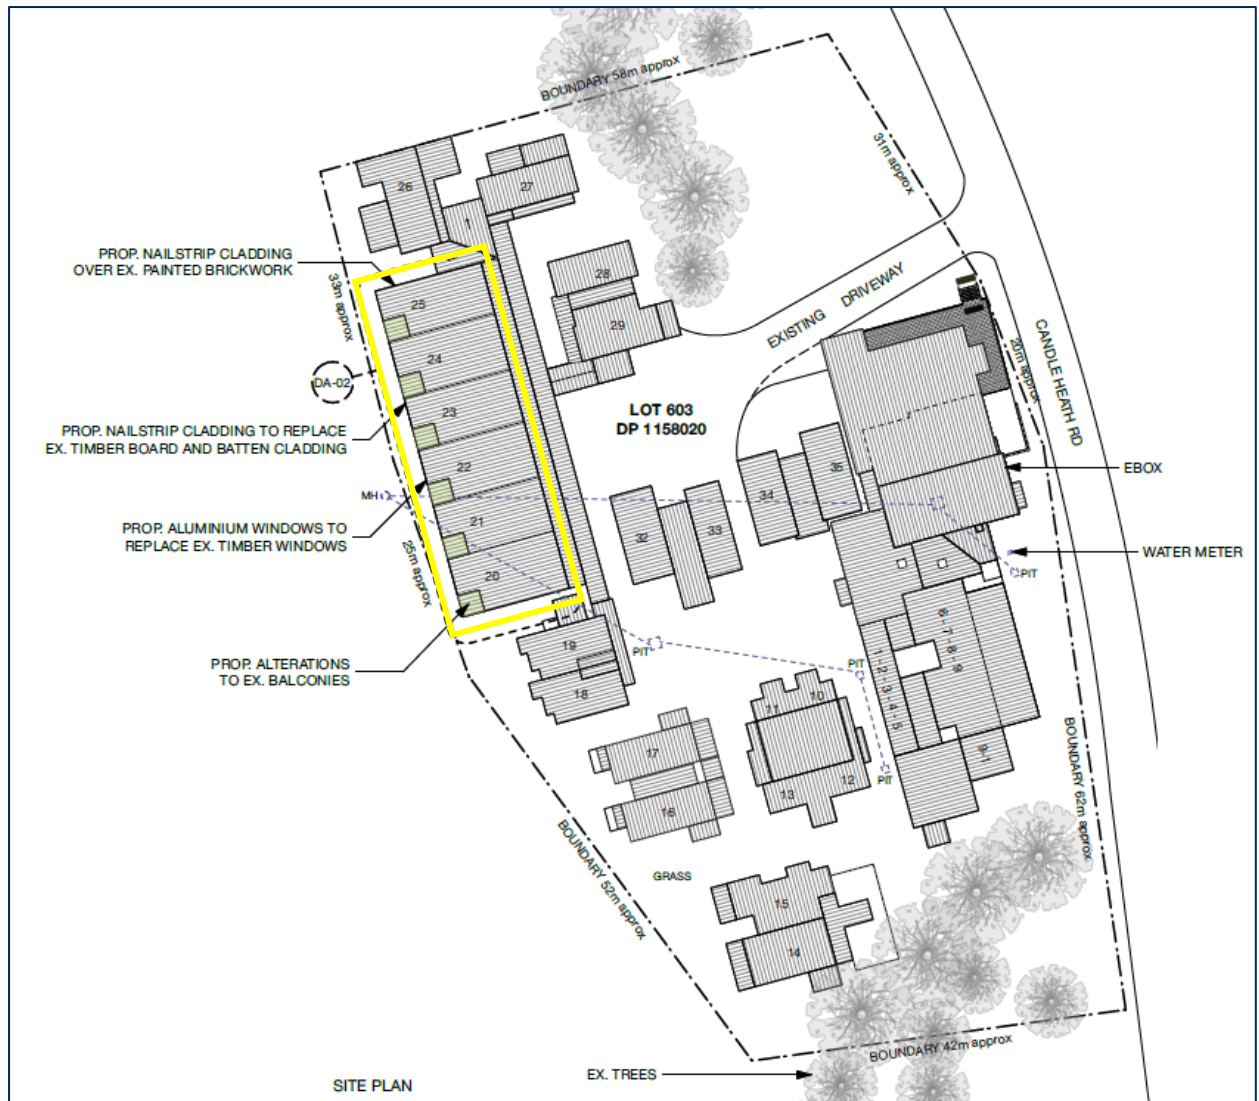 BOUNDARY 58m approx
31m approx
26
27
1
PROP. NAILSTRIP CLADDING
OVER EX. PAINTED BRICKWORK
33m approx
28
29
25
EXISTING DRIVEWAY
CANDLE HEATH RD
20m approx
24
DA-02
23
LOT 603
DP 1158020
PROP. NAILSTRIP CLADDING TO REPLACE
EX. TIMBER BOARD AND BATTEN CLADDING
22
35
34
EBOX
MH
21
32
33
PROP. ALUMINIUM WINDOWS TO
REPLACE EX. TIMBER WINDOWS
25m approx
WATER METER
PIT
20
6 - 7 - 8 - 9
19
PIT
PIT
1 - 2 - 3 - 4 - 5
PROP. ALTERATIONS
TO EX. BALCONIES
18
11
10
17
9-1
PIT
12
13
16
BOUNDARY 62m approx
BOUNDARY 52m approx
GRASS
15
14
BOUNDARY 42m approx
EX. TREES
SITE PLAN